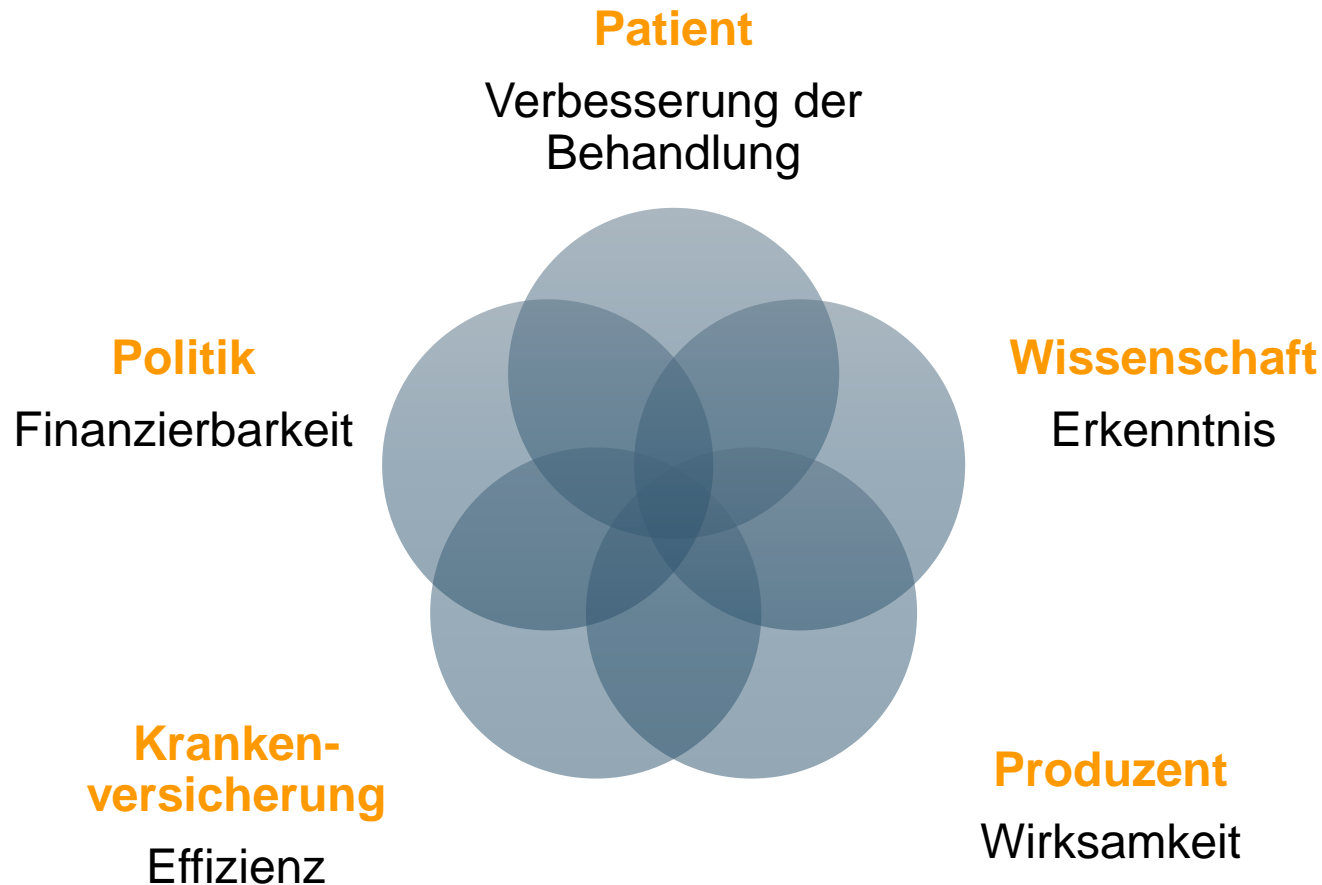 Patient
Verbesserung der
Behandlung
Politik
Finanzierbarkeit
Wissenschaft
Erkenntnis
Kranken-
versicherung
Effizienz
Produzent
Wirksamkeit